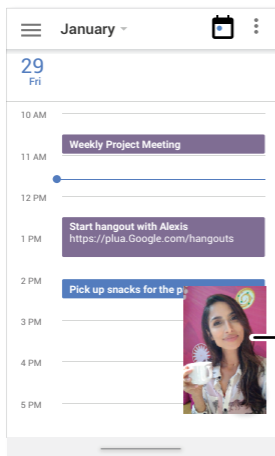 January
29
Fri
10 AM
Weekly Project Meeting
11 AM
12 PM
Start hangout with Alexis
1 PM
https://plua.Google.com/hangouts
2 PM
Pick up snacks for the p
3 PM
4 PM
5 PM